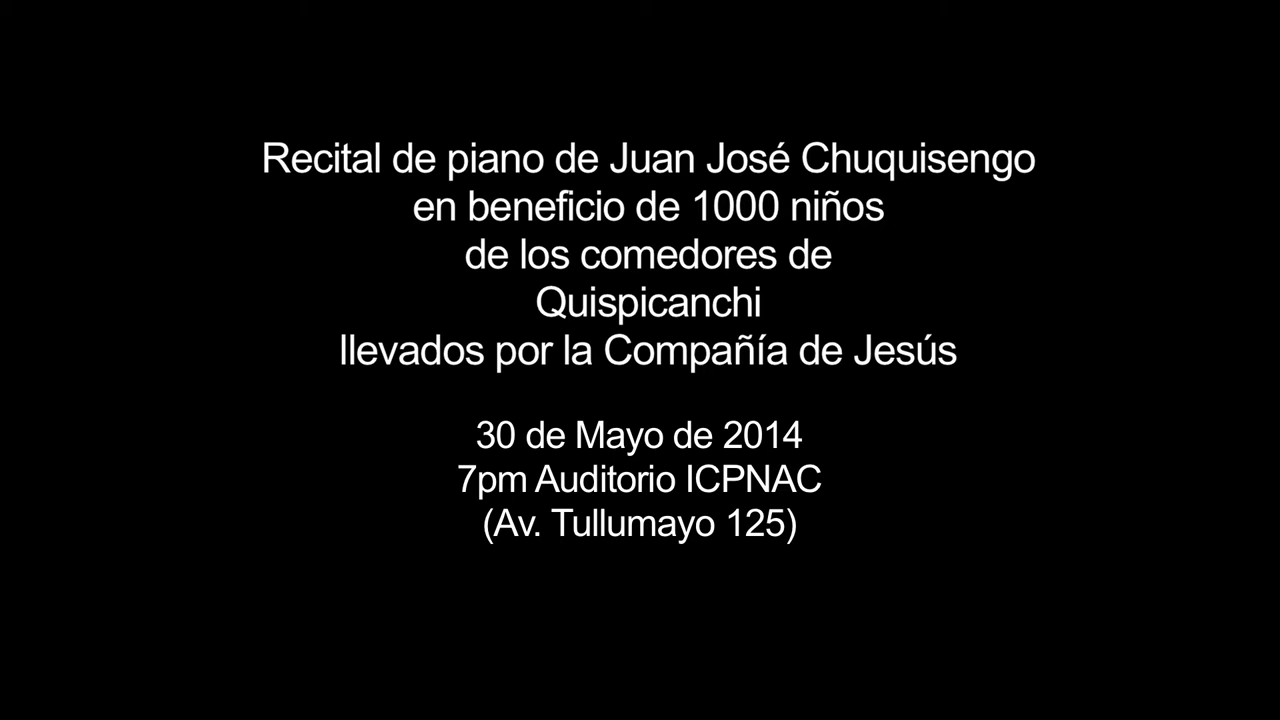 Recital de piano de Juan José Chuquisengo
en beneficio de 1000 niños
de los comedores de
Quispicanchi
llevados por la Compañía de Jesús
30 de Mayo de 2014
7pm Auditorio ICPNAC
(Av. Tullumayo 125)